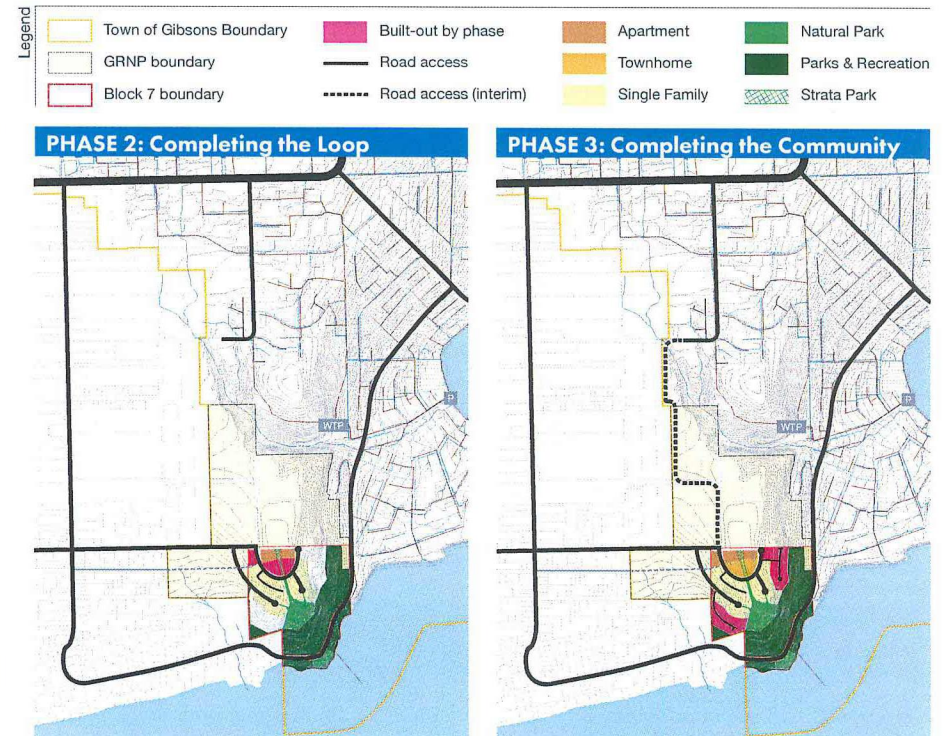 Legend
Town of Gibsons Boundary
GRNP boundary
Block 7 boundary
Built-out by phase
Road access
Road access (interim)
Apartment
Townhome
Single Family
Natural Park
Parks & Recreation
Strata Park
PHASE 2: Completing the Loop
PHASE 3: Completing the Community
P
WTP
P
WTP